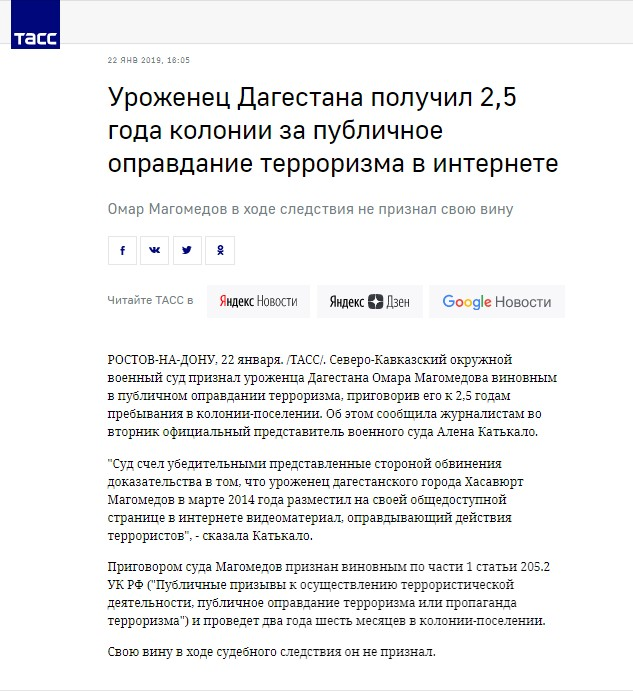 ТАСС
22 ЯНВ 2019, 16:05
Уроженец Дагестана получил 2,5
года колонии за публичное
оправдание терроризма в интернете
Омар Магомедов в ходе следствия не признал свою вину
Читайте ТАСС в
Яндекс Новости
Яндекс Дзен
Google Новости
РОСТОВ-НА-ДОНУ, 22 января. /ТАСС/. Северо-Кавказский окружной
военный суд признал уроженца Дагестана Омара Магомедова виновным
в публичном оправдании терроризма, приговорив его к 2,5 годам
пребывания в колонии-поселении. Об этом сообщила журналистам во
вторник официальный представитель военного суда Алена Катькало.
"Суд счел убедительными представленные стороной обвинения
доказательства в том, что уроженец дагестанского города Хасавюрт
Магомедов в марте 2014 года разместил на своей общедоступной
странице в интернете видеоматериал, оправдывающий действия
террористов", - сказала Катькало.
Приговором суда Магомедов признан виновным по части 1 статьи 205.2
УК РФ ("Публичные призывы к осуществлению террористической
деятельности, публичное оправдание терроризма или пропаганда
терроризма") и проведет два года шесть месяцев в колонии-поселении.
Свою вину в ходе судебного следствия он не признал.